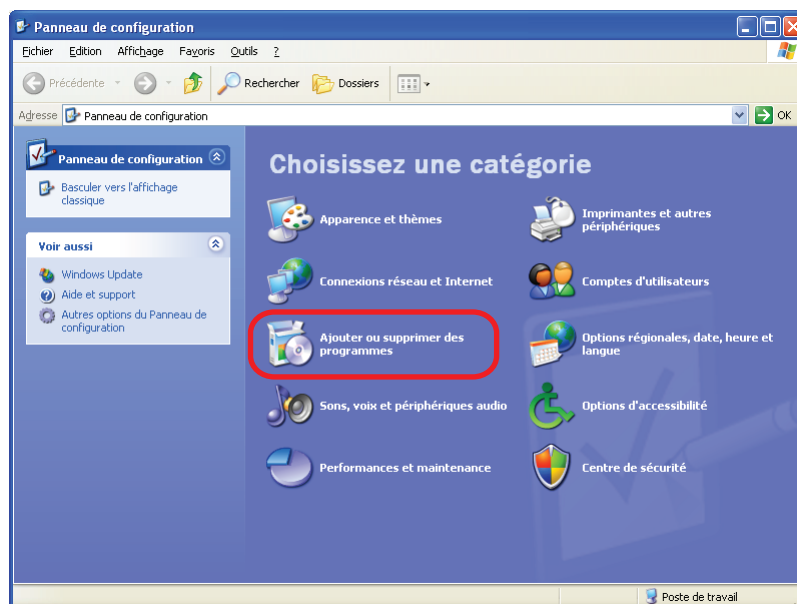 Panneau de configuration
Fichier Edition Affichage Favoris Outils ?
Précédente Rechercher Dossiers
Adresse Panneau de configuration OK
Panneau de configuration
Basculer vers l'affichage
classique
Voir aussi
Windows Update
Aide et support
Autres options du Panneau de
configuration
Choisissez une catégorie
Apparence et thèmes
Imprimantes et autres
périphériques
Connexions réseau et Internet
Comptes d'utilisateurs
Ajouter ou supprimer des
programmes
Options régionales, date, heure et
langue
Sons, voix et périphériques audio
Options d'accessibilité
Performances et maintenance
Centre de sécurité
Poste de travail